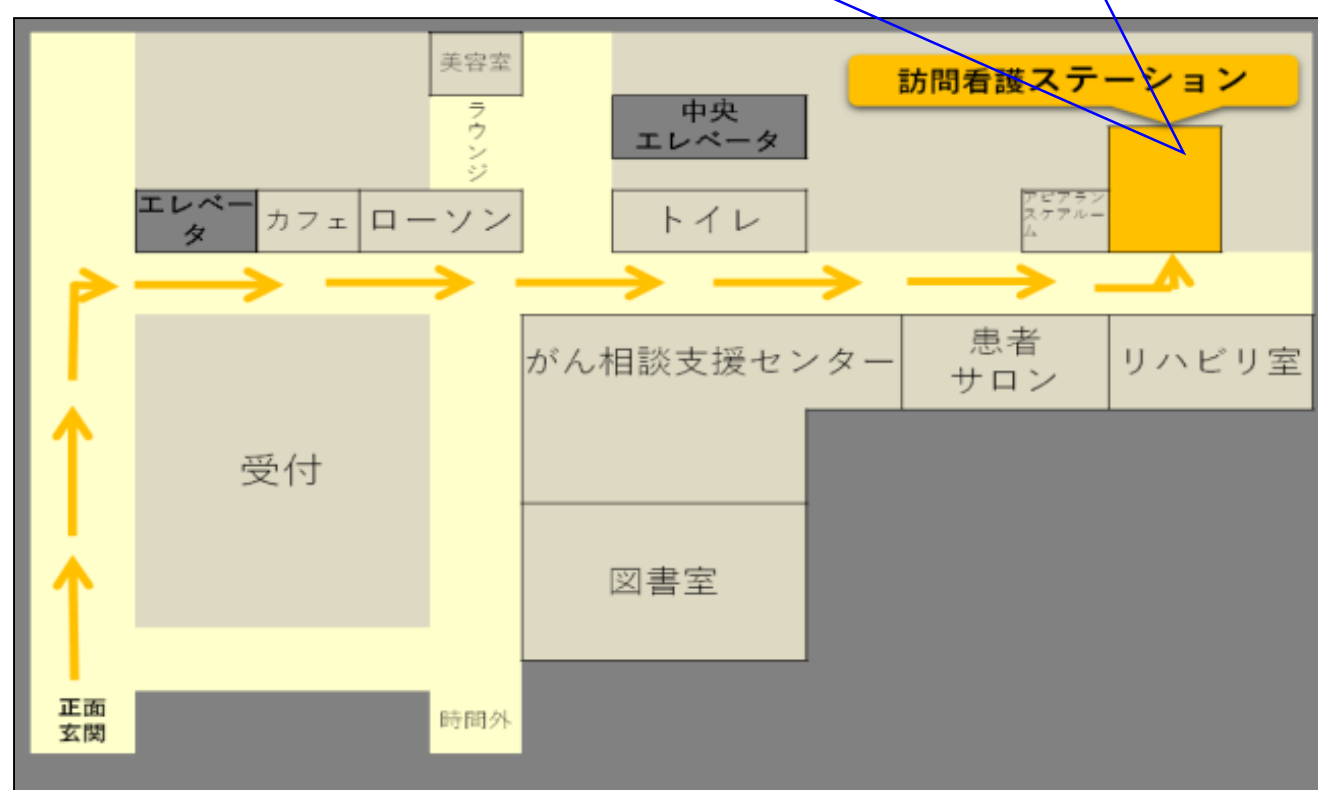 美容室
訪問看護ステーション
ラウンジ
中央
エレベータ
エレベー
タ
カフェ
ローソン
トイレ
アピアラン
スケアルー
ム
がん相談支援センター
患者
サロン
リハビリ室
受付
図書室
正面
玄関
時間外